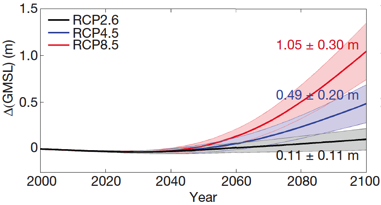 1.5
RCP2.6
RCP4.5
RCP8.5
1.05 ± 0.30 m
1.0
Δ(GMSL) (m)
0.49 ± 0.20 m
0.5
0.11 ± 0.11 m
0
2000 2020 2040 2060 2080 2100
Year